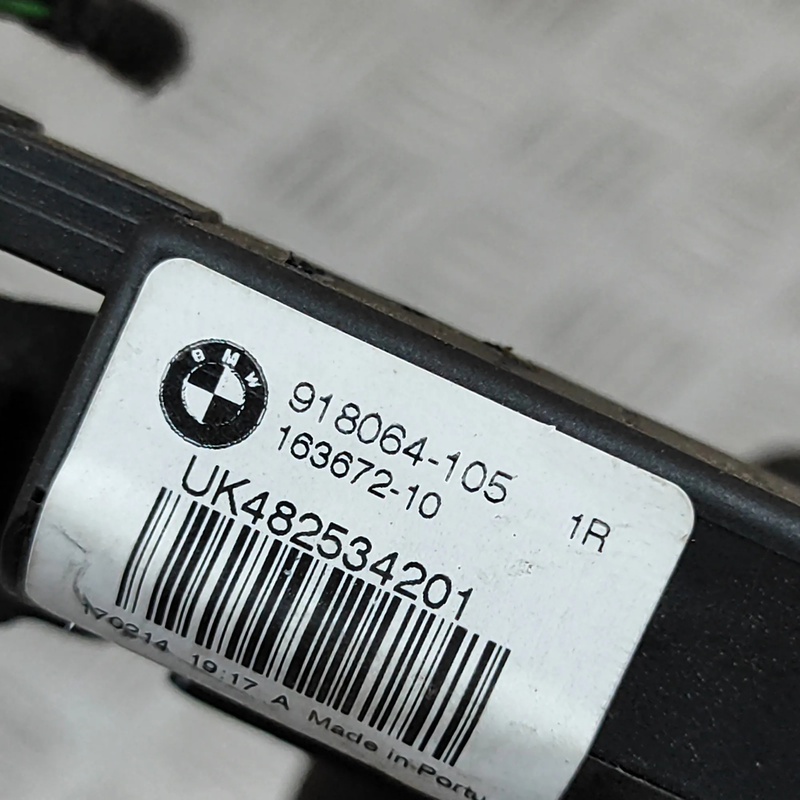 BMW
918064-105
163672-10
1R
UK482534201
170214 19:17 A Made in Portu